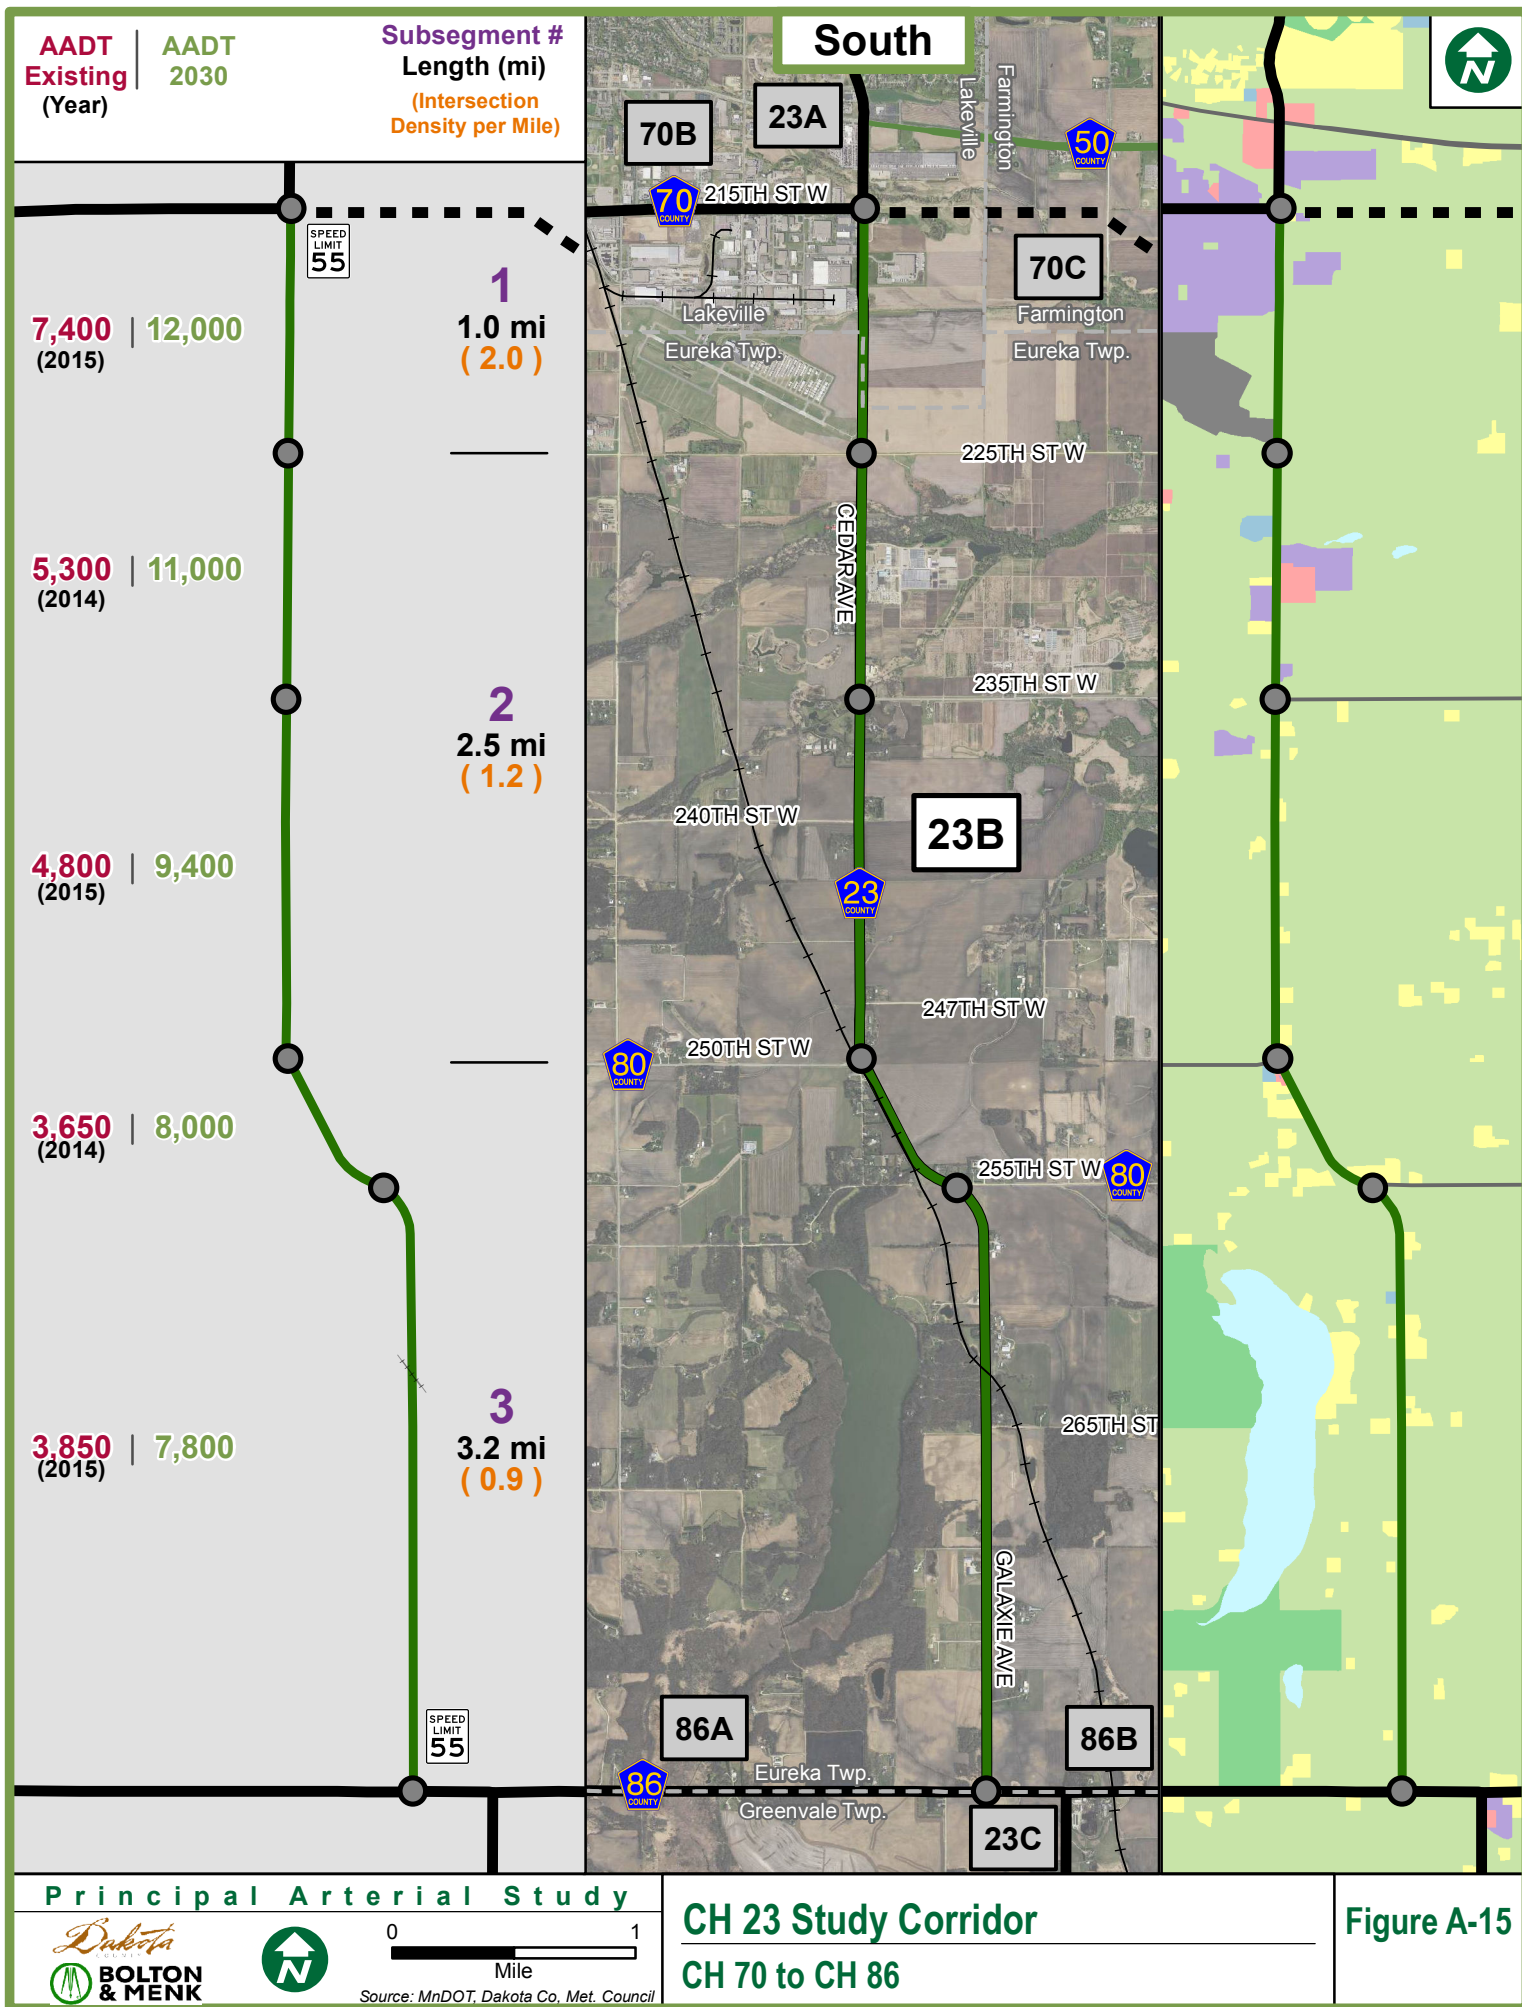 AADT
Existing
(Year)
AADT
2030
Subsegment #
Length (mi)
(Intersection
Density per Mile)
SPEED
LIMIT
55
7,400 | 12,000
(2015)
1
1.0 mi
( 2.0 )
5,300 | 11,000
(2014)
2
2.5 mi
( 1.2 )
4,800 | 9,400
(2015)
3,650 | 8,000
(2014)
3
3.2 mi
( 0.9 )
3,850 | 7,800
(2015)
SPEED
LIMIT
55
South
70B
23A
Lakeville
Farmington
50
COUNTY
70
COUNTY
215TH ST W
70C
Lakeville
Farmington
Eureka Twp.
Eureka Twp.
225TH ST W
CEDAR AVE
235TH ST W
240TH ST W
23B
23
COUNTY
247TH ST W
250TH ST W
80
COUNTY
255TH ST W
80
COUNTY
265TH ST
GALAXIE AVE
86A
86B
86
COUNTY
Eureka Twp.
Greenvale Twp.
23C
N
Principal Arterial Study
Dakota
COUNTY
BOLTON
& MENK
N
0 1
Mile
Source: MnDOT, Dakota Co, Met. Council
CH 23 Study Corridor
CH 70 to CH 86
Figure A-15